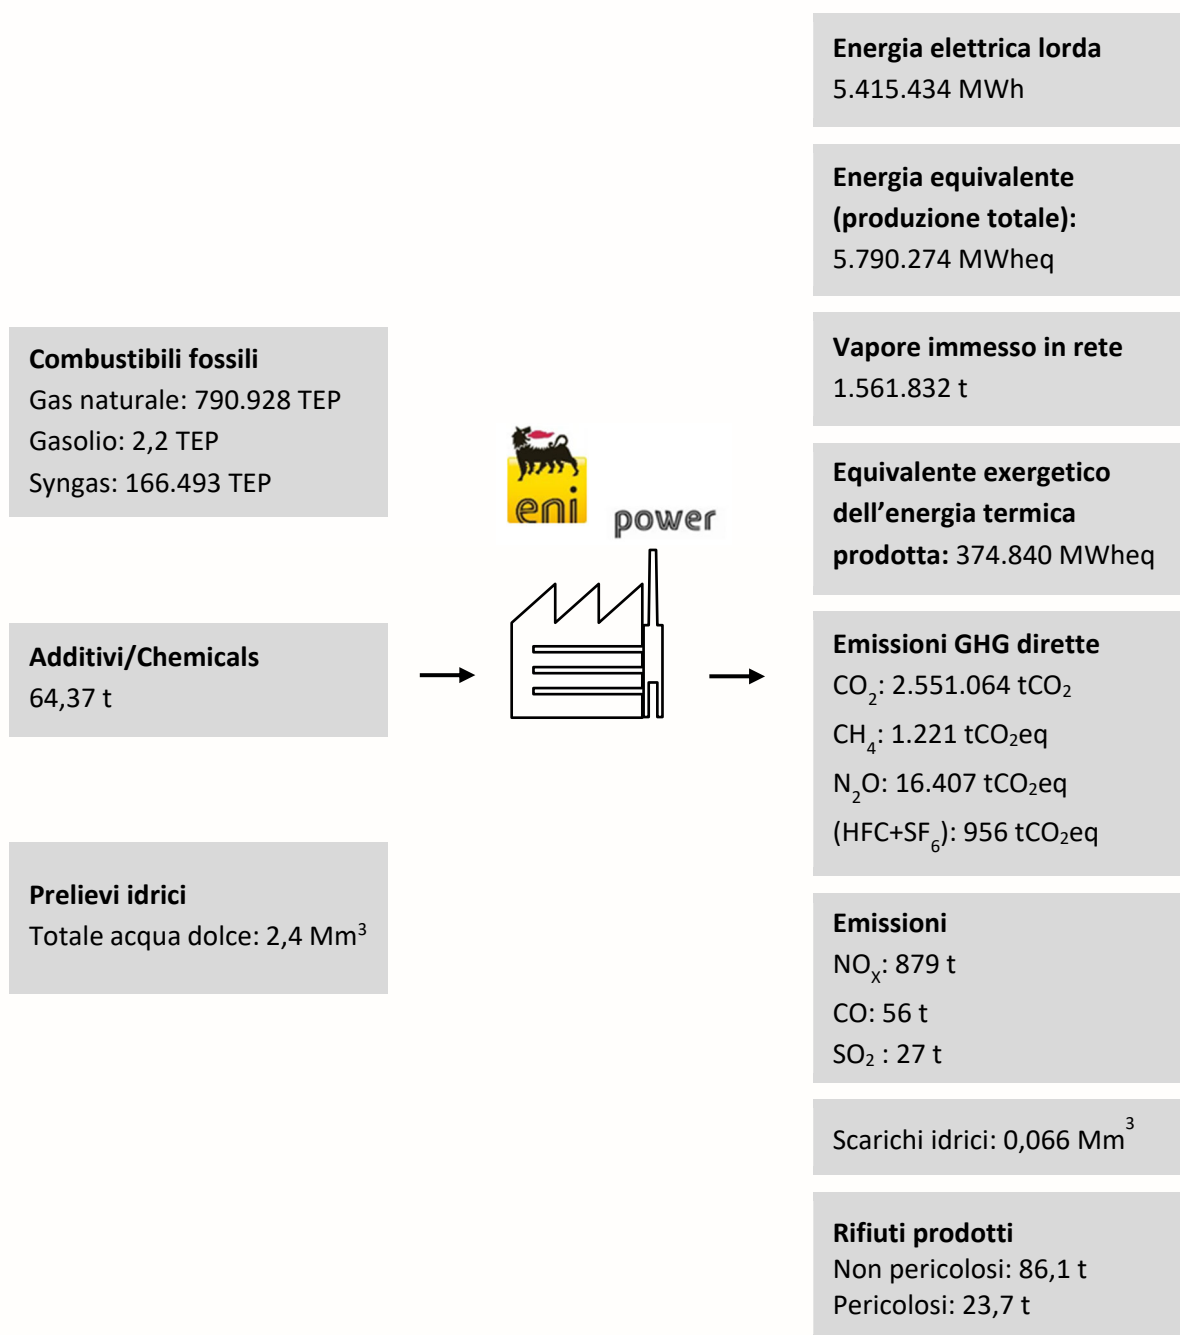 Combustibili fossili
Gas naturale: 790.928 TEP
Gasolio: 2,2 TEP
Syngas: 166.493 TEP
Additivi/Chemicals
64,37 t
Prelievi idrici
Totale acqua dolce: 2,4 Mm³
eni
power
Energia elettrica lorda
5.415.434 MWh
Energia equivalente
(produzione totale):
5.790.274 MWheq
Vapore immesso in rete
1.561.832 t
Equivalente exergetico
dell’energia termica
prodotta: 374.840 MWheq
Emissioni GHG dirette
CO₂: 2.551.064 tCO₂
CH₄: 1.221 tCO₂eq
N₂O: 16.407 tCO₂eq
(HFC+SF₆): 956 tCO₂eq
Emissioni
NOₓ: 879 t
CO: 56 t
SO₂ : 27 t
Scarichi idrici: 0,066 Mm³
Rifiuti prodotti
Non pericolosi: 86,1 t
Pericolosi: 23,7 t